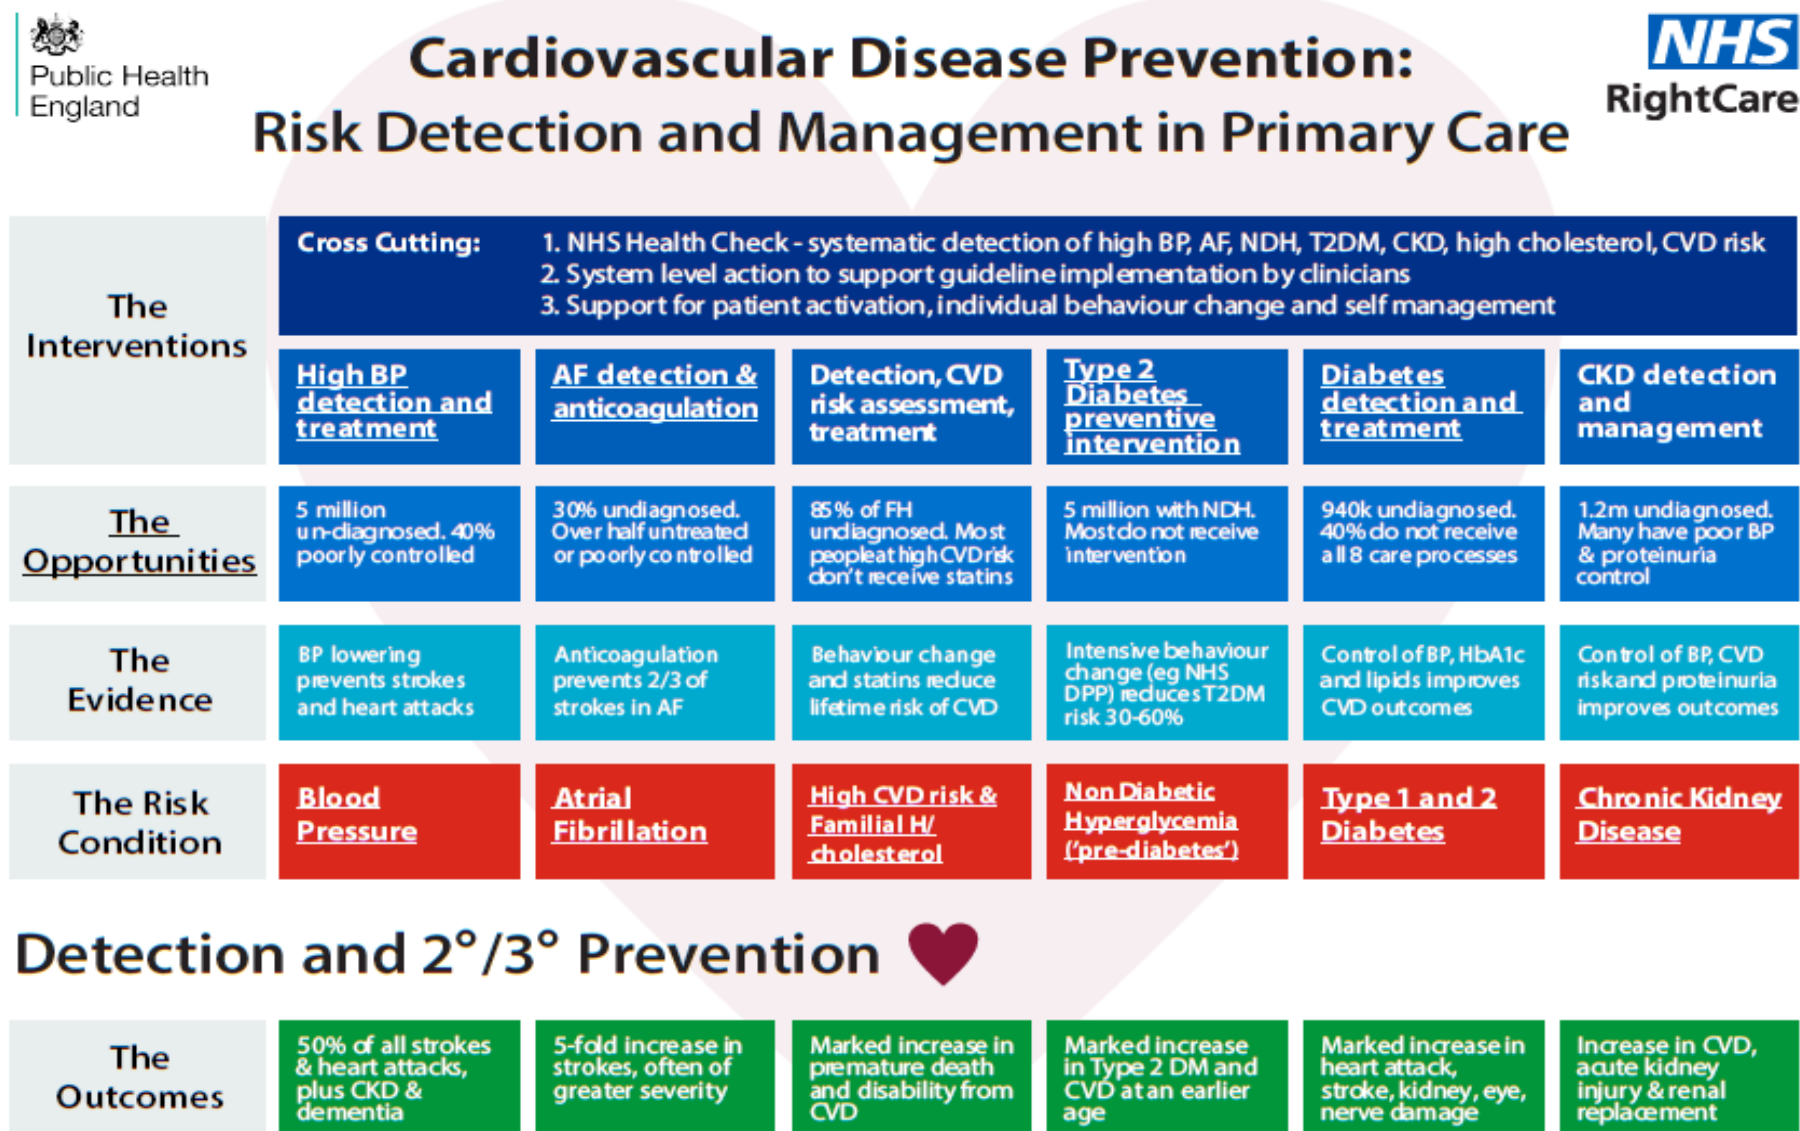 Public Health
England
Cardiovascular Disease Prevention:
Risk Detection and Management in Primary Care
NHS
RightCare
The
Interventions
Cross Cutting:
1. NHS Health Check - systematic detection of high BP, AF, NDH, T2DM, CKD, high cholesterol, CVD risk
2. System level action to support guideline implementation by clinicians
3. Support for patient activation, individual behaviour change and self management
High BP
detection and
treatment
AF detection &
anticoagulation
Detection, CVD
risk assessment,
treatment
Type 2
Diabetes
preventive
intervention
Diabetes
detection and
treatment
CKD detection
and
management
The
Opportunities
5 million
un-diagnosed. 40%
poorly controlled
30% undiagnosed.
Over half untreated
or poorly controlled
85% of FH
undiagnosed. Most
people at high CVD risk
don't receive statins
5 million with NDH.
Most do not receive
intervention
940k undiagnosed.
40% do not receive
all 8 care processes
1.2m undiagnosed.
Many have poor BP
& proteinuria
control
The
Evidence
BP lowering
prevents strokes
and heart attacks
Anticoagulation
prevents 2/3 of
strokes in AF
Behaviour change
and statins reduce
lifetime risk of CVD
Intensive behaviour
change (eg NHS
DPP) reduces T2DM
risk 30-60%
Control of BP, HbA1c
and lipids improves
CVD outcomes
Control of BP, CVD
risk and proteinuria
improves outcomes
The Risk
Condition
Blood
Pressure
Atrial
Fibrillation
High CVD risk &
Familial H/
cholesterol
Non Diabetic
Hyperglycemia
('pre-diabetes')
Type 1 and 2
Diabetes
Chronic Kidney
Disease
Detection and 2°/3° Prevention
The
Outcomes
50% of all strokes
& heart attacks,
plus CKD &
dementia
5-fold increase in
strokes, often of
greater severity
Marked increase in
premature death
and disability from
CVD
Marked increase
in Type 2 DM and
CVD at an earlier
age
Marked increase in
heart attack,
stroke, kidney, eye,
nerve damage
Increase in CVD,
acute kidney
injury & renal
replacement